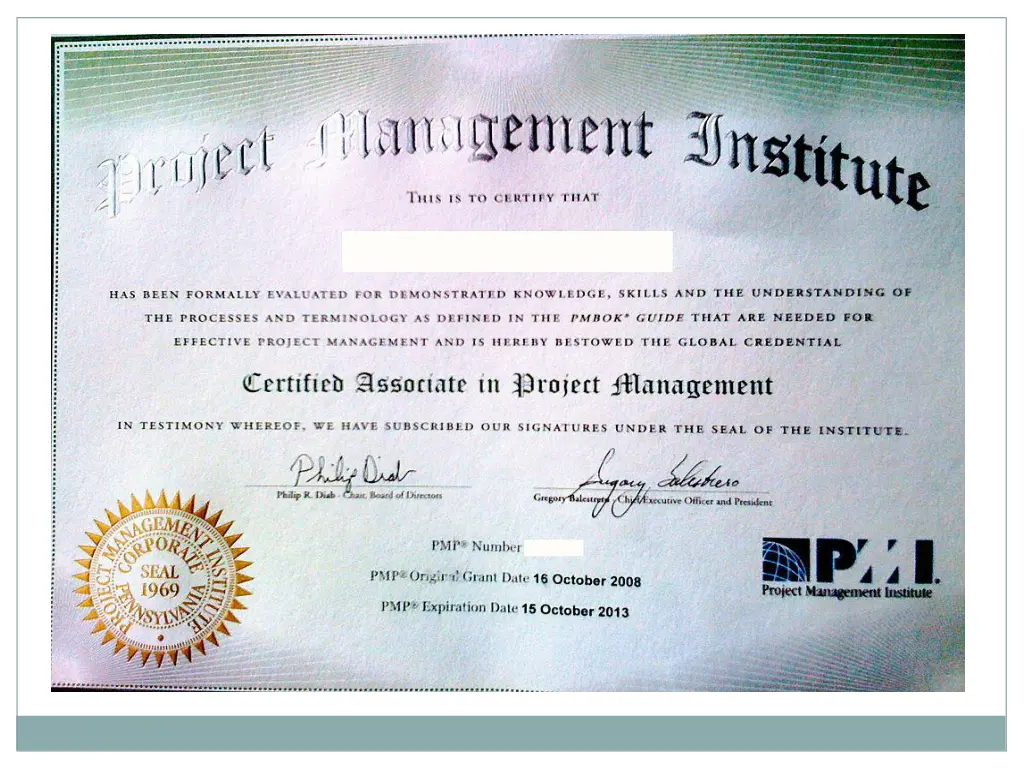 Project Management Institute
THIS IS TO CERTIFY THAT
HAS BEEN FORMALLY EVALUATED FOR DEMONSTRATED KNOWLEDGE, SKILLS AND THE UNDERSTANDING OF
THE PROCESSES AND TERMINOLOGY AS DEFINED IN THE PMBOK® GUIDE THAT ARE NEEDED FOR
EFFECTIVE PROJECT MANAGEMENT AND IS HEREBY BESTOWED THE GLOBAL CREDENTIAL
Certified Associate in Project Management
IN TESTIMONY WHEREOF, WE HAVE SUBSCRIBED OUR SIGNATURES UNDER THE SEAL OF THE INSTITUTE.
Philip Diab
Gregory Balestrero
Philip R. Diab - Chair, Board of Directors
Gregory Balestrero - Chief Executive Officer and President
PROJECT MANAGEMENT INSTITUTE
CORPORATE
SEAL
1969
PENNSYLVANIA
PMP® Number
PMP® Original Grant Date 16 October 2008
PMP® Expiration Date 15 October 2013
PMI®
Project Management Institute